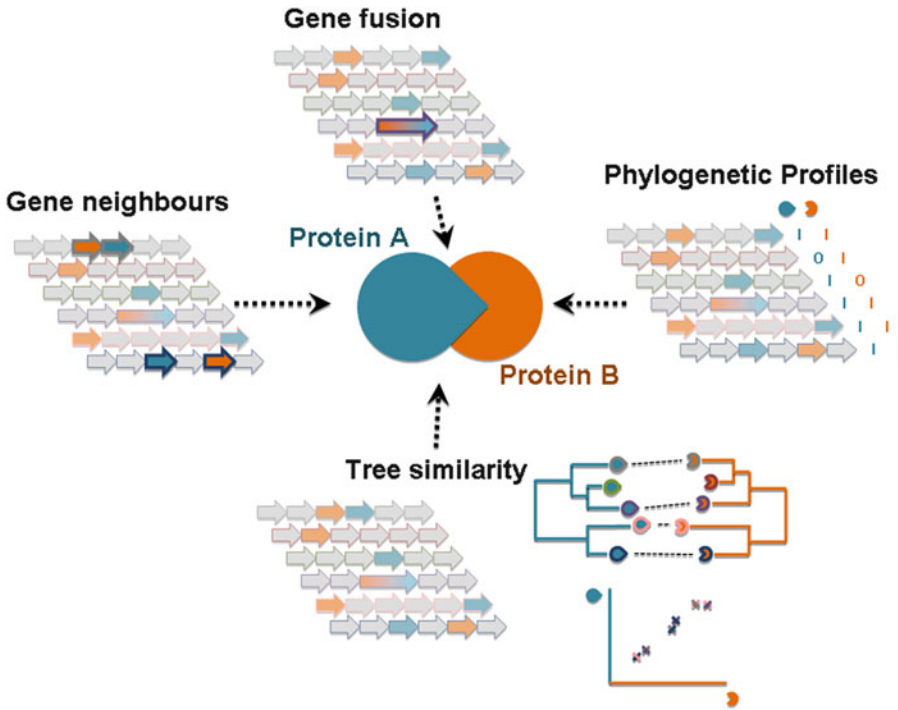 Gene fusion
Phylogenetic Profiles
Gene neighbours
Protein A
I I
O I
I O
I I
I I
I
Protein B
Tree similarity